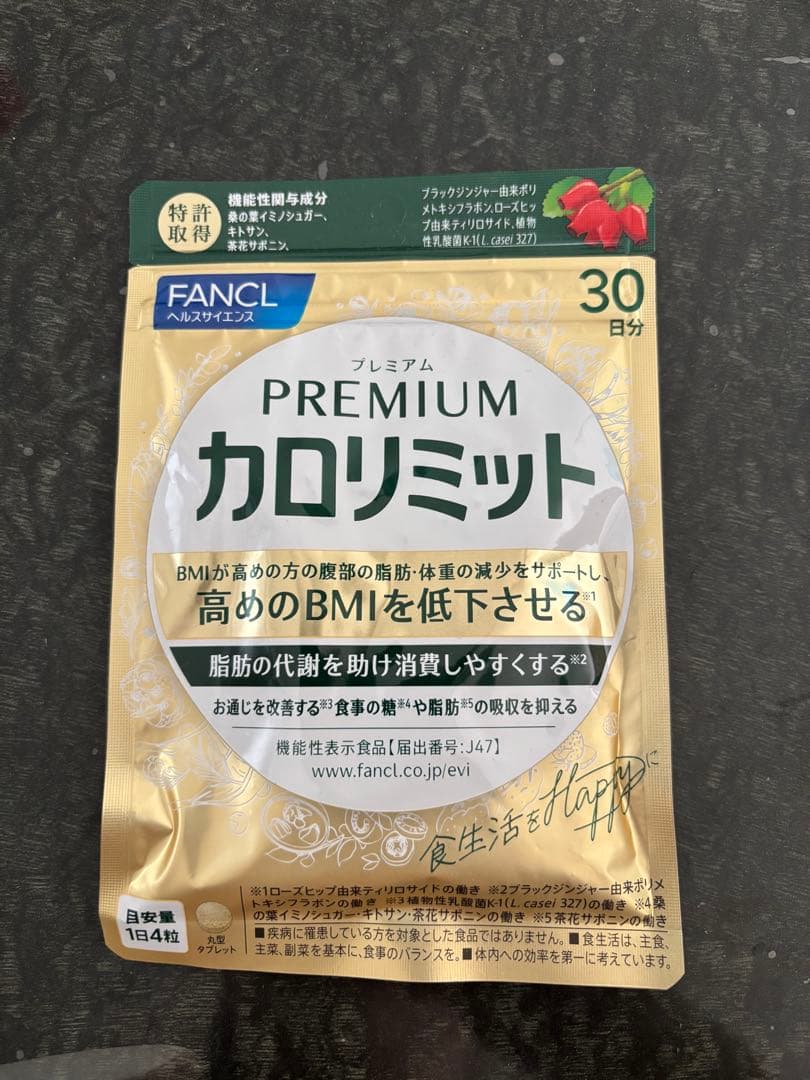 特許
取得
機能性関与成分
桑の葉イミノシュガー、
キトサン、
茶花サポニン、
ブラックジンジャー由来ポリ
メトキシフラボン、ローズヒッ
プ由来ティリロサイド、植物
性乳酸菌K-1(L. casei 327)
FANCL
ヘルスサイエンス
30
日分
プレミアム
PREMIUM
カロリミット
BMIが高めの方の腹部の脂肪・体重の減少をサポートし、
高めのBMIを低下させる※1
脂肪の代謝を助け消費しやすくする※2
お通じを改善する※3食事の糖※4や脂肪※5の吸収を抑える
機能性表示食品【届出番号:J47】
www.fancl.co.jp/evi
食生活をHappyに
※1ローズヒップ由来ティリロサイドの働き ※2ブラックジンジャー由来ポリメ
トキシフラボンの働き ※3植物性乳酸菌K-1(L. casei 327)の働き ※4桑
の葉イミノシュガー・キトサン・茶花サポニンの働き ※5茶花サポニンの働き
■疾病に罹患している方を対象とした食品ではありません。■食生活は、主食、
主菜、副菜を基本に、食事のバランスを。■体内への効率を第一に考えています。
目安量
1日4粒
丸型
タブレット